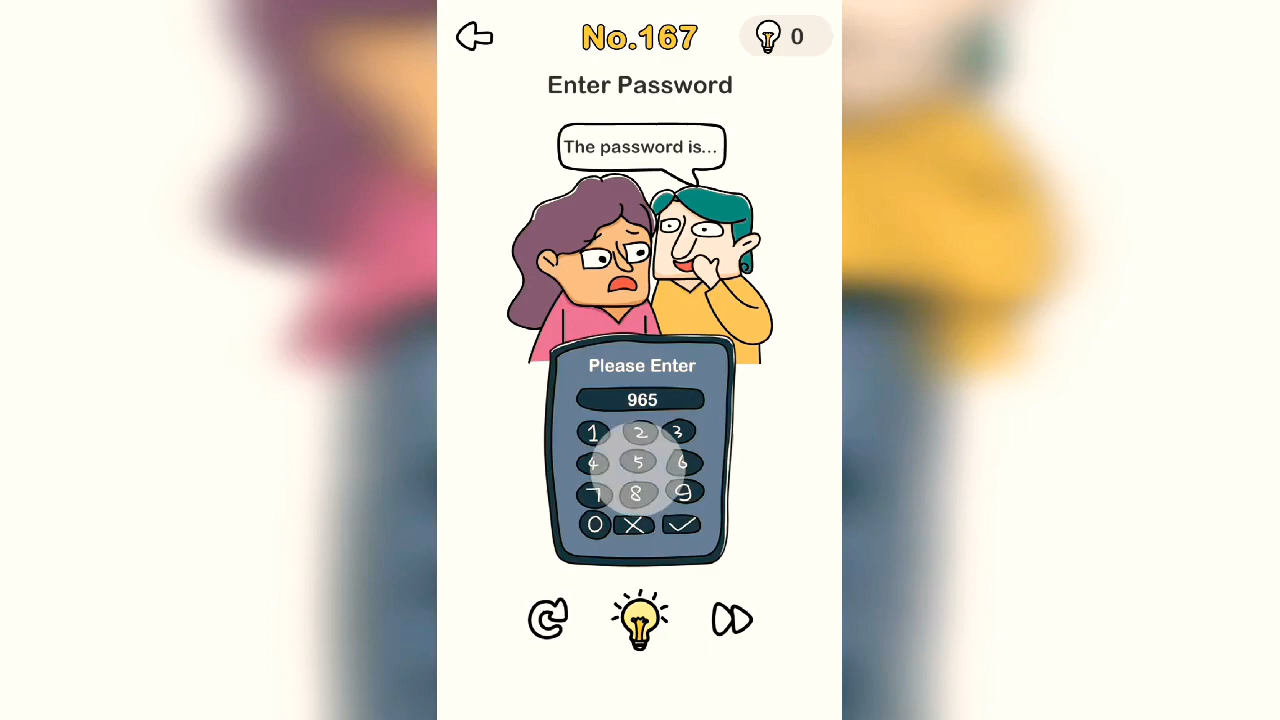 No.167
0
Enter Password
The password is...
Please Enter
965
1 2 3
4 5 6
7 8 9
0